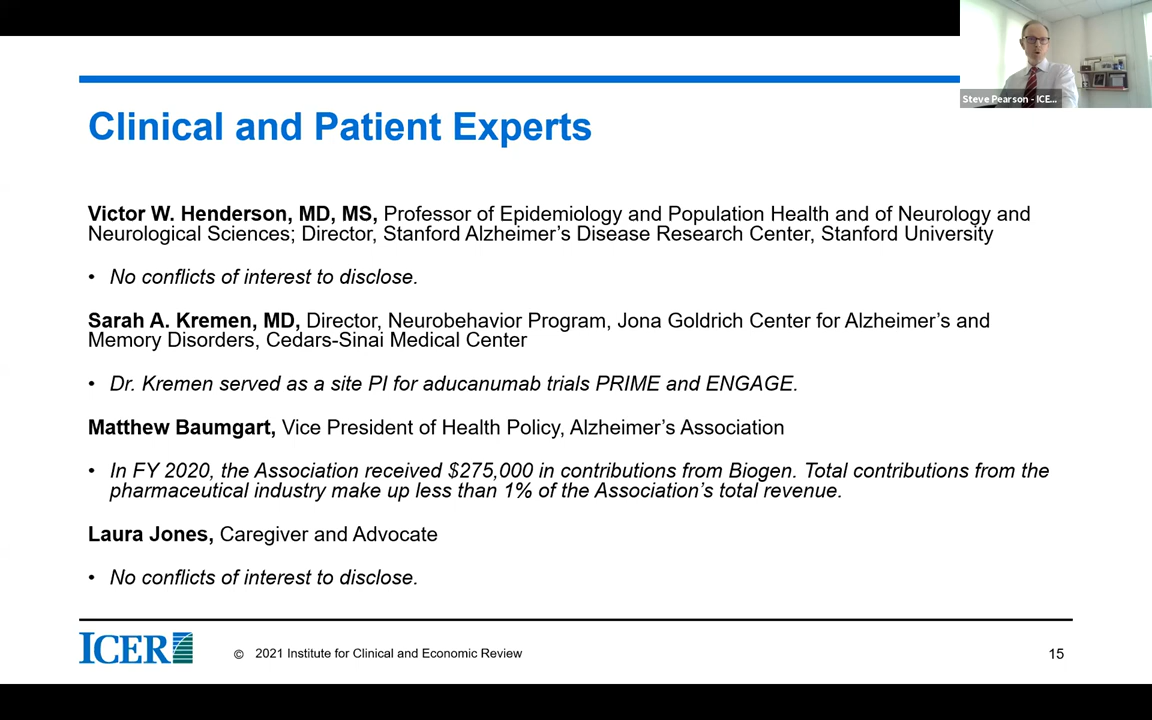 Steve Pearson - ICE...
Clinical and Patient Experts
Victor W. Henderson, MD, MS, Professor of Epidemiology and Population Health and of Neurology and
Neurological Sciences; Director, Stanford Alzheimer’s Disease Research Center, Stanford University
• No conflicts of interest to disclose.
Sarah A. Kremen, MD, Director, Neurobehavior Program, Jona Goldrich Center for Alzheimer’s and
Memory Disorders, Cedars-Sinai Medical Center
• Dr. Kremen served as a site PI for aducanumab trials PRIME and ENGAGE.
Matthew Baumgart, Vice President of Health Policy, Alzheimer’s Association
• In FY 2020, the Association received $275,000 in contributions from Biogen. Total contributions from the
pharmaceutical industry make up less than 1% of the Association’s total revenue.
Laura Jones, Caregiver and Advocate
• No conflicts of interest to disclose.
ICER
© 2021 Institute for Clinical and Economic Review
15